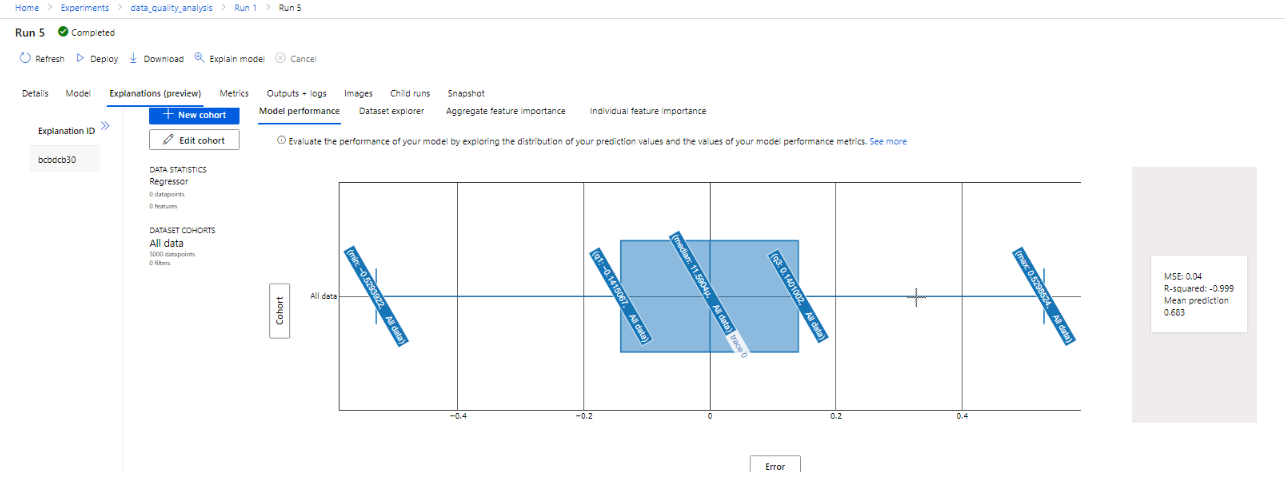 Home > Experiments > data_quality_analysis > Run 1 > Run 5
Run 5 Completed
Refresh Deploy Download Explain model Cancel
Details Model Explanations (preview) Metrics Outputs + logs Images Child runs Snapshot
Explanation ID
bcbdcb30
New cohort
Edit cohort
DATA STATISTICS
Regressor
0 datapoints
0 features
DATASET COHORTS
All data
5000 datapoints
0 filters
Model performance Dataset explorer Aggregate feature importance Individual feature importance
Evaluate the performance of your model by exploring the distribution of your prediction values and the values of your model performance metrics. See more
Cohort
All data
(min: −0.5293922, All data)
(q1: −0.1415067, All data)
(median: 11.5904μ, All data)
trace 0
(q3: 0.1401002, All data)
(max: 0.5298524, All data)
−0.4 −0.2 0 0.2 0.4
Error
MSE: 0.04
R-squared: -0.999
Mean prediction
0.683